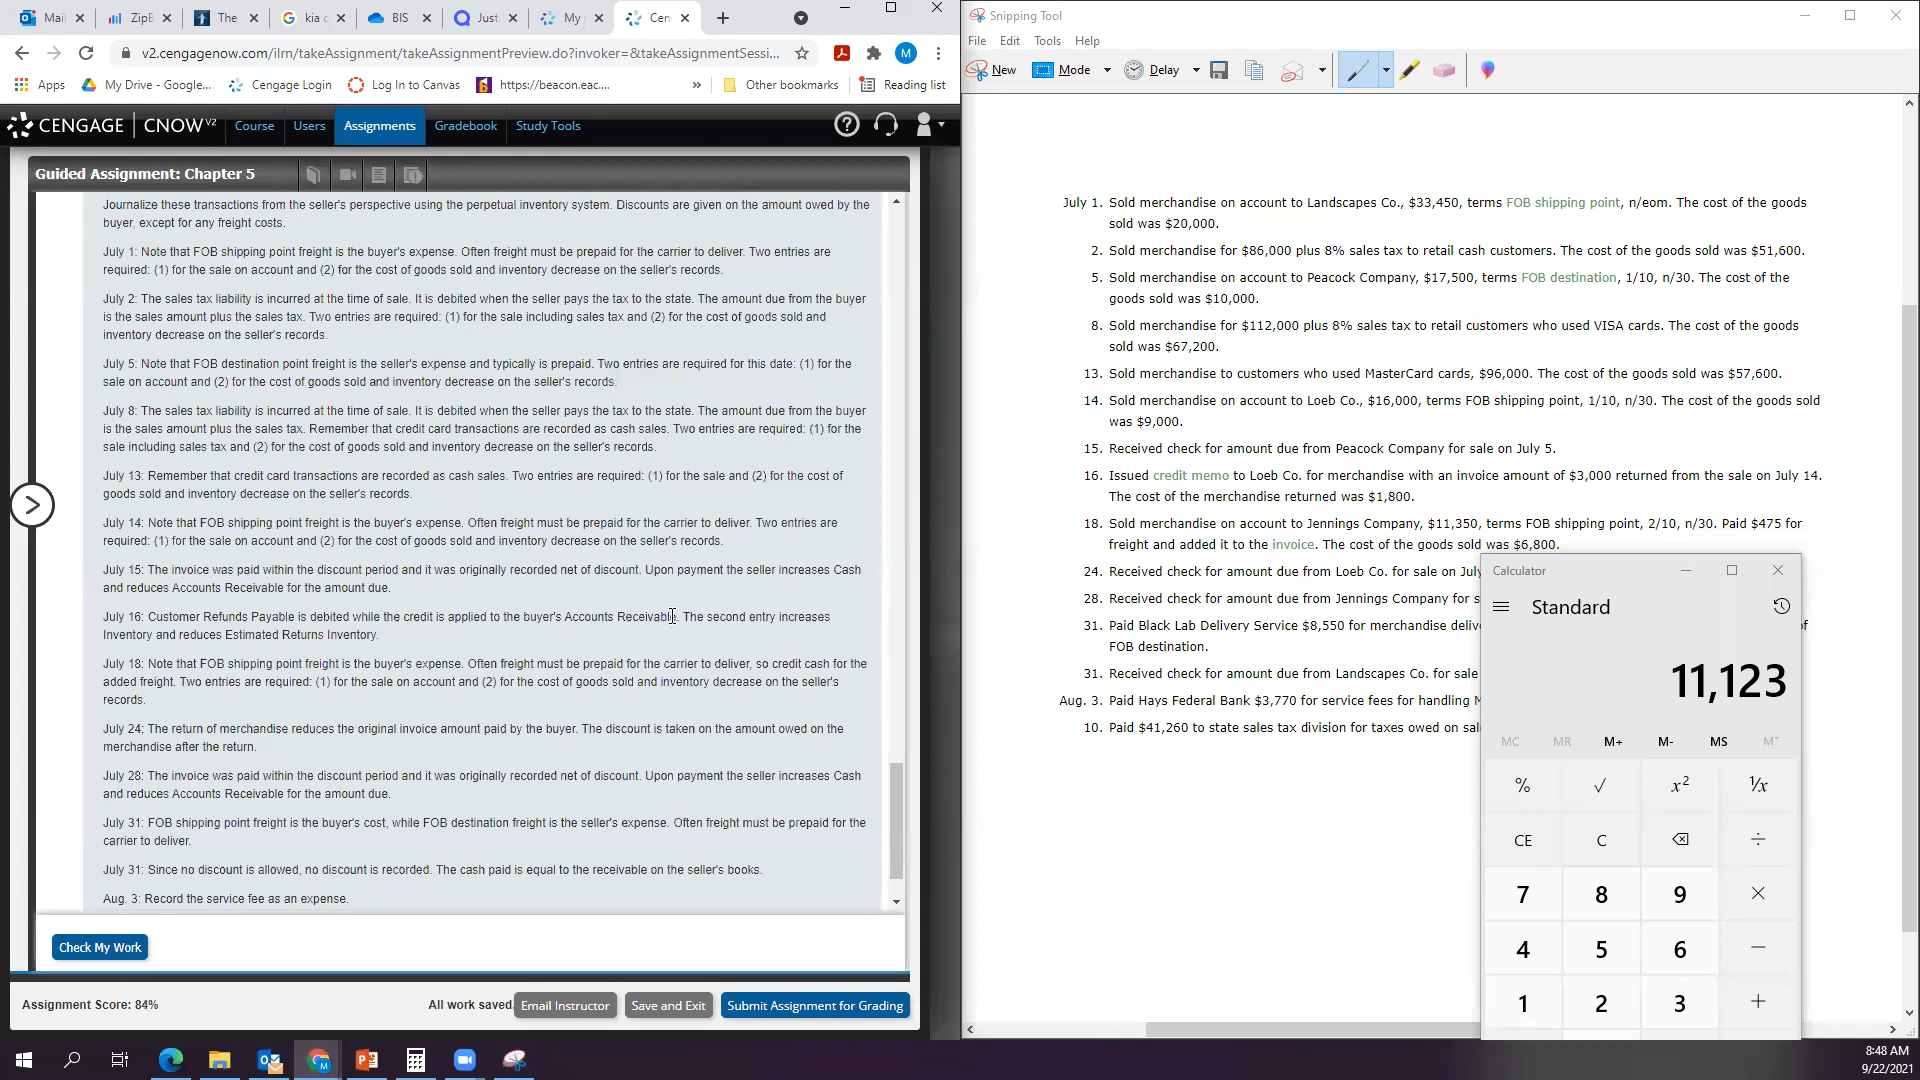 Mail
ZipB
The
kia c
BIS
Just
My
Cen
v2.cengagenow.com/ilrn/takeAssignment/takeAssignmentPreview.do?invoker=&takeAssignmentSessi...
M
Apps
My Drive - Google...
Cengage Login
Log In to Canvas
https://beacon.eac....
»
Other bookmarks
Reading list
CENGAGE | CNOWV2
Course
Users
Assignments
Gradebook
Study Tools
Guided Assignment: Chapter 5
Journalize these transactions from the seller's perspective using the perpetual inventory system. Discounts are given on the amount owed by the
buyer, except for any freight costs.
July 1: Note that FOB shipping point freight is the buyer's expense. Often freight must be prepaid for the carrier to deliver. Two entries are
required: (1) for the sale on account and (2) for the cost of goods sold and inventory decrease on the seller's records.
July 2: The sales tax liability is incurred at the time of sale. It is debited when the seller pays the tax to the state. The amount due from the buyer
is the sales amount plus the sales tax. Two entries are required: (1) for the sale including sales tax and (2) for the cost of goods sold and
inventory decrease on the seller's records.
July 5: Note that FOB destination point freight is the seller's expense and typically is prepaid. Two entries are required for this date: (1) for the
sale on account and (2) for the cost of goods sold and inventory decrease on the seller's records.
July 8: The sales tax liability is incurred at the time of sale. It is debited when the seller pays the tax to the state. The amount due from the buyer
is the sales amount plus the sales tax. Remember that credit card transactions are recorded as cash sales. Two entries are required: (1) for the
sale including sales tax and (2) for the cost of goods sold and inventory decrease on the seller's records.
July 13: Remember that credit card transactions are recorded as cash sales. Two entries are required: (1) for the sale and (2) for the cost of
goods sold and inventory decrease on the seller's records.
July 14: Note that FOB shipping point freight is the buyer's expense. Often freight must be prepaid for the carrier to deliver. Two entries are
required: (1) for the sale on account and (2) for the cost of goods sold and inventory decrease on the seller's records.
July 15: The invoice was paid within the discount period and it was originally recorded net of discount. Upon payment the seller increases Cash
and reduces Accounts Receivable for the amount due.
July 16: Customer Refunds Payable is debited while the credit is applied to the buyer's Accounts Receivable. The second entry increases
Inventory and reduces Estimated Returns Inventory.
July 18: Note that FOB shipping point freight is the buyer's expense. Often freight must be prepaid for the carrier to deliver, so credit cash for the
added freight. Two entries are required: (1) for the sale on account and (2) for the cost of goods sold and inventory decrease on the seller's
records.
July 24: The return of merchandise reduces the original invoice amount paid by the buyer. The discount is taken on the amount owed on the
merchandise after the return.
July 28: The invoice was paid within the discount period and it was originally recorded net of discount. Upon payment the seller increases Cash
and reduces Accounts Receivable for the amount due.
July 31: FOB shipping point freight is the buyer's cost, while FOB destination freight is the seller's expense. Often freight must be prepaid for the
carrier to deliver.
July 31: Since no discount is allowed, no discount is recorded. The cash paid is equal to the receivable on the seller's books.
Aug. 3: Record the service fee as an expense.
Check My Work
Assignment Score: 84%
All work saved.
Email Instructor
Save and Exit
Submit Assignment for Grading
Snipping Tool
File Edit Tools Help
New
Mode
Delay
July 1. Sold merchandise on account to Landscapes Co., $33,450, terms FOB shipping point, n/eom. The cost of the goods
sold was $20,000.
2. Sold merchandise for $86,000 plus 8% sales tax to retail cash customers. The cost of the goods sold was $51,600.
5. Sold merchandise on account to Peacock Company, $17,500, terms FOB destination, 1/10, n/30. The cost of the
goods sold was $10,000.
8. Sold merchandise for $112,000 plus 8% sales tax to retail customers who used VISA cards. The cost of the goods
sold was $67,200.
13. Sold merchandise to customers who used MasterCard cards, $96,000. The cost of the goods sold was $57,600.
14. Sold merchandise on account to Loeb Co., $16,000, terms FOB shipping point, 1/10, n/30. The cost of the goods sold
was $9,000.
15. Received check for amount due from Peacock Company for sale on July 5.
16. Issued credit memo to Loeb Co. for merchandise with an invoice amount of $3,000 returned from the sale on July 14.
The cost of the merchandise returned was $1,800.
18. Sold merchandise on account to Jennings Company, $11,350, terms FOB shipping point, 2/10, n/30. Paid $475 for
freight and added it to the invoice. The cost of the goods sold was $6,800.
24. Received check for amount due from Loeb Co. for sale on July
28. Received check for amount due from Jennings Company for s
31. Paid Black Lab Delivery Service $8,550 for merchandise deliv of
FOB destination.
31. Received check for amount due from Landscapes Co. for sale
Aug. 3. Paid Hays Federal Bank $3,770 for service fees for handling M
10. Paid $41,260 to state sales tax division for taxes owed on sal
Calculator
Standard
11,123
MC MR M+ M- MS M˅
% √ x² ¹/x
CE C ÷
7 8 9 ×
4 5 6 −
1 2 3 +
8:48 AM
9/22/2021